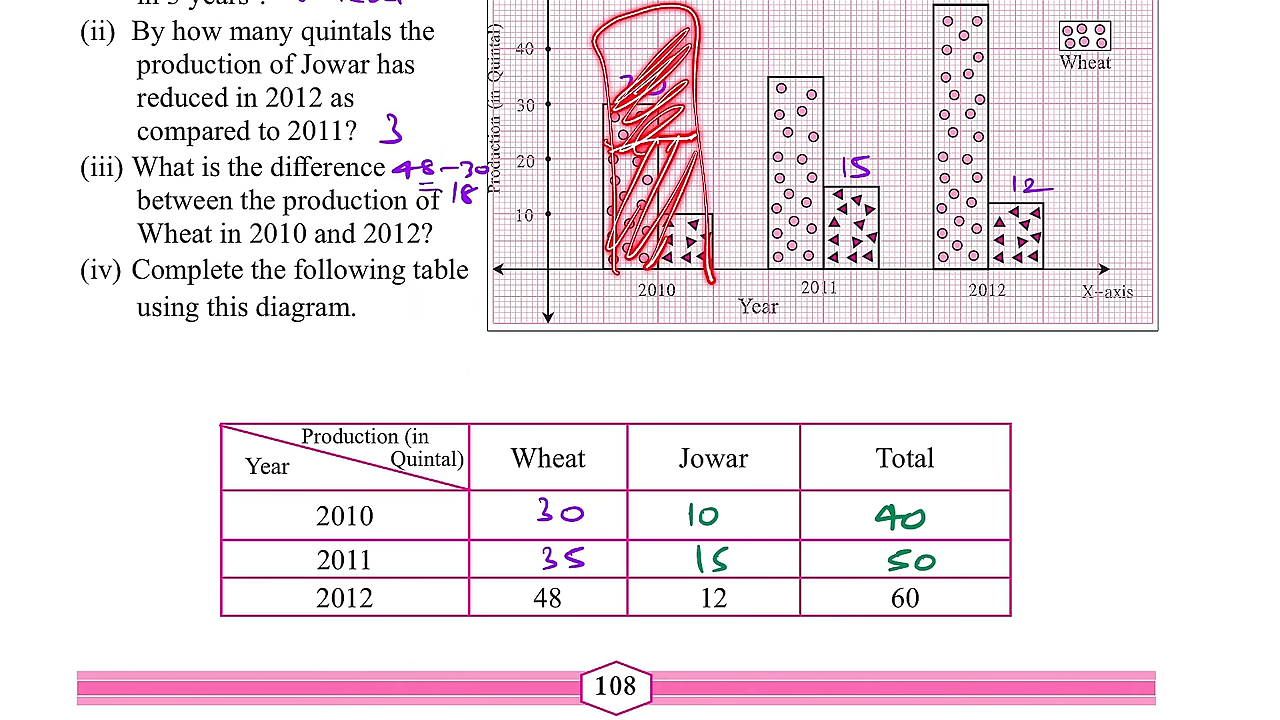 (ii) By how many quintals the
production of Jowar has
reduced in 2012 as
compared to 2011? 3
(iii) What is the difference 48-30
between the production of = 18
Wheat in 2010 and 2012?
(iv) Complete the following table
using this diagram.
Production (in Quintal)
40
30
20
10
15
12
Wheat
2010
2011
2012
Year
X-axis
Production (in
Quintal)
Year
Wheat Jowar Total
2010 30 10 40
2011 35 15 50
2012 48 12 60
108